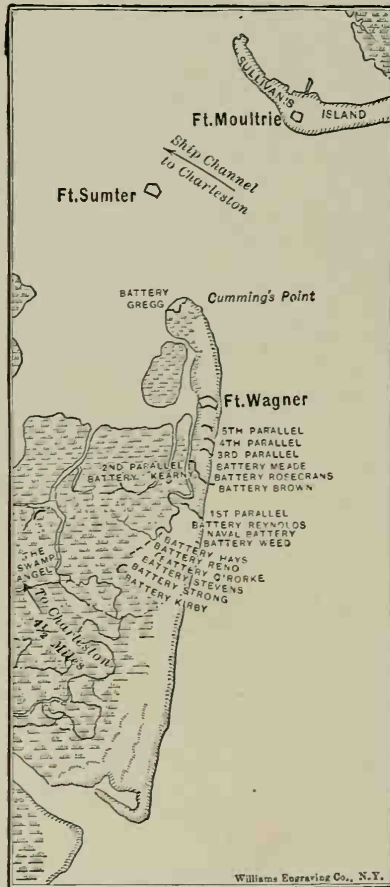 SULLIVAN'S
ISLAND
Ft.Moultrie
Ship Channel
to Charleston
Ft.Sumter
BATTERY
GREGG
Cumming's Point
Ft.Wagner
5TH PARALLEL
4TH PARALLEL
3RD PARALLEL
2ND PARALLEL
BATTERY KEARNY
BATTERY MEADE
BATTERY ROSECRANS
BATTERY BROWN
1ST PARALLEL
BATTERY REYNOLDS
NAVAL BATTERY
BATTERY WEED
BATTERY HAYS
BATTERY RENO
BATTERY O'RORKE
BATTERY STEVENS
BATTERY STRONG
BATTERY KIRBY
THE
SWAMP
ANGEL
To Charleston
4½ Miles
Williams Engraving Co., N.Y.